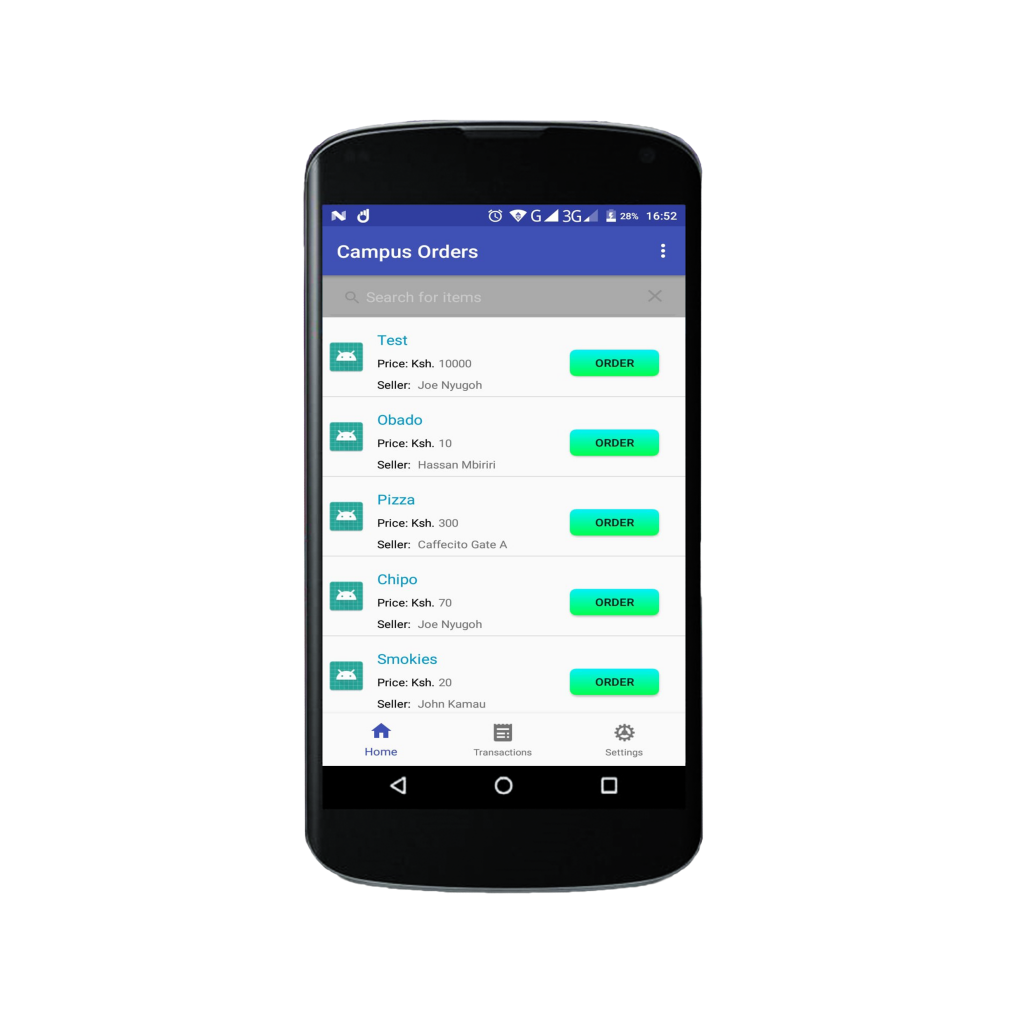 G 3G 28% 16:52
Campus Orders
Search for items
Test
Price: Ksh. 10000
ORDER
Seller: Joe Nyugoh
Obado
Price: Ksh. 10
ORDER
Seller: Hassan Mbiriri
Pizza
Price: Ksh. 300
ORDER
Seller: Caffecito Gate A
Chipo
Price: Ksh. 70
ORDER
Seller: Joe Nyugoh
Smokies
Price: Ksh. 20
ORDER
Seller: John Kamau
Home Transactions Settings